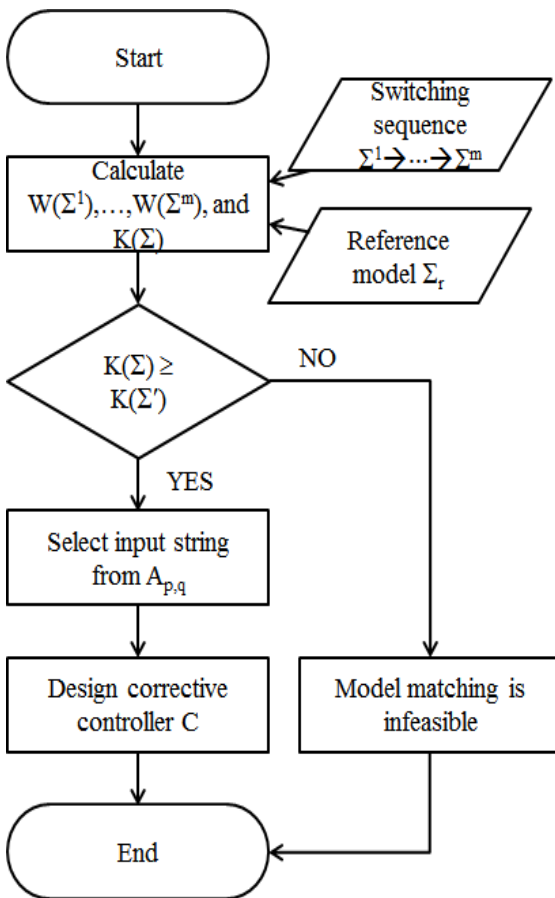 Start
Switching
sequence
Σ¹→…→Σᵐ
Calculate
W(Σ¹),…,W(Σᵐ), and
K(Σ)
Reference
model Σᵣ
K(Σ) ≥
K(Σ′)
NO
YES
Select input string
from Aₚ,q
Design corrective
controller C
Model matching is
infeasible
End